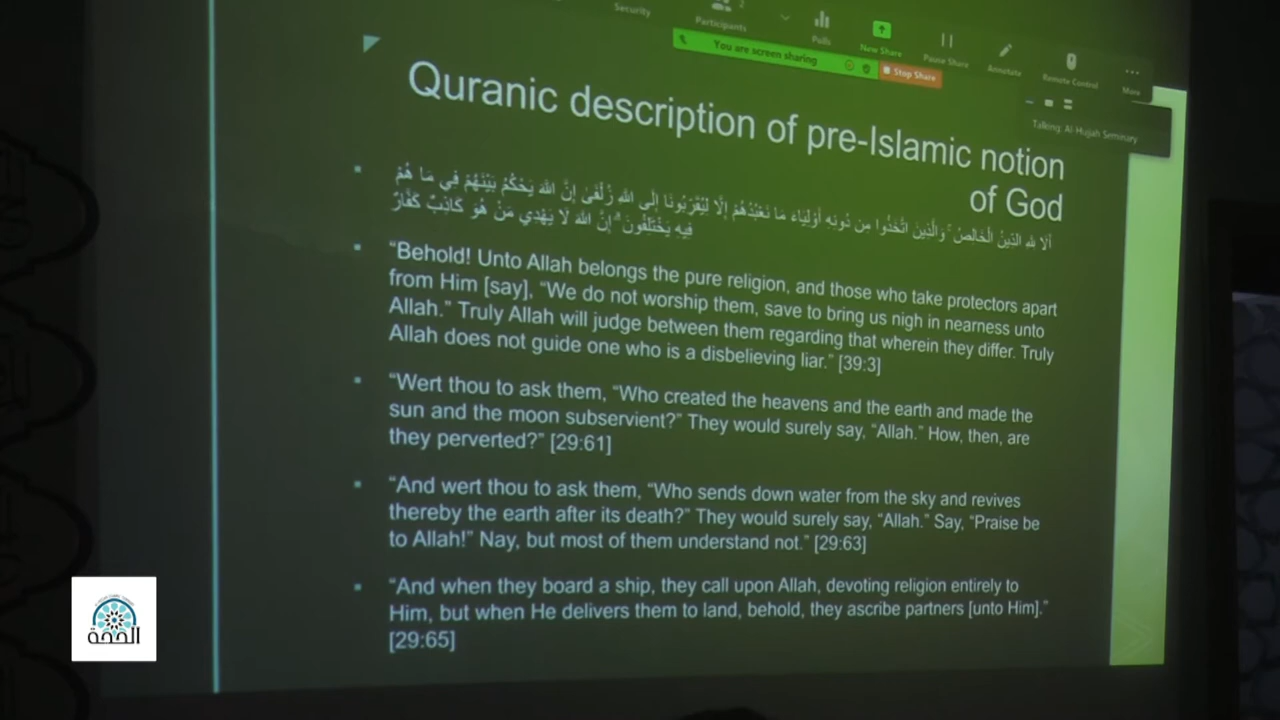 Security
Participants
2
Polls
New Share
Pause Share
Annotate
Remote Control
More
You are screen sharing
Stop Share
Talking: Al-Hujjah Seminary
Quranic description of pre-Islamic notion
of God
أَلَا لِلَّهِ الدِّينُ الْخَالِصُ ۚ وَالَّذِينَ اتَّخَذُوا مِن دُونِهِ أَوْلِيَاءَ مَا نَعْبُدُهُمْ إِلَّا لِيُقَرِّبُونَا إِلَى اللَّهِ زُلْفَىٰ إِنَّ اللَّهَ يَحْكُمُ بَيْنَهُمْ فِي مَا هُمْ
فِيهِ يَخْتَلِفُونَ ۗ إِنَّ اللَّهَ لَا يَهْدِي مَنْ هُوَ كَاذِبٌ كَفَّارٌ
“Behold! Unto Allah belongs the pure religion, and those who take protectors apart
from Him [say], “We do not worship them, save to bring us nigh in nearness unto
Allah.” Truly Allah will judge between them regarding that wherein they differ. Truly
Allah does not guide one who is a disbelieving liar.” [39:3]
“Wert thou to ask them, “Who created the heavens and the earth and made the
sun and the moon subservient?” They would surely say, “Allah.” How, then, are
they perverted?” [29:61]
“And wert thou to ask them, “Who sends down water from the sky and revives
thereby the earth after its death?” They would surely say, “Allah.” Say, “Praise be
to Allah!” Nay, but most of them understand not.” [29:63]
“And when they board a ship, they call upon Allah, devoting religion entirely to
Him, but when He delivers them to land, behold, they ascribe partners [unto Him].”
[29:65]
الحجة